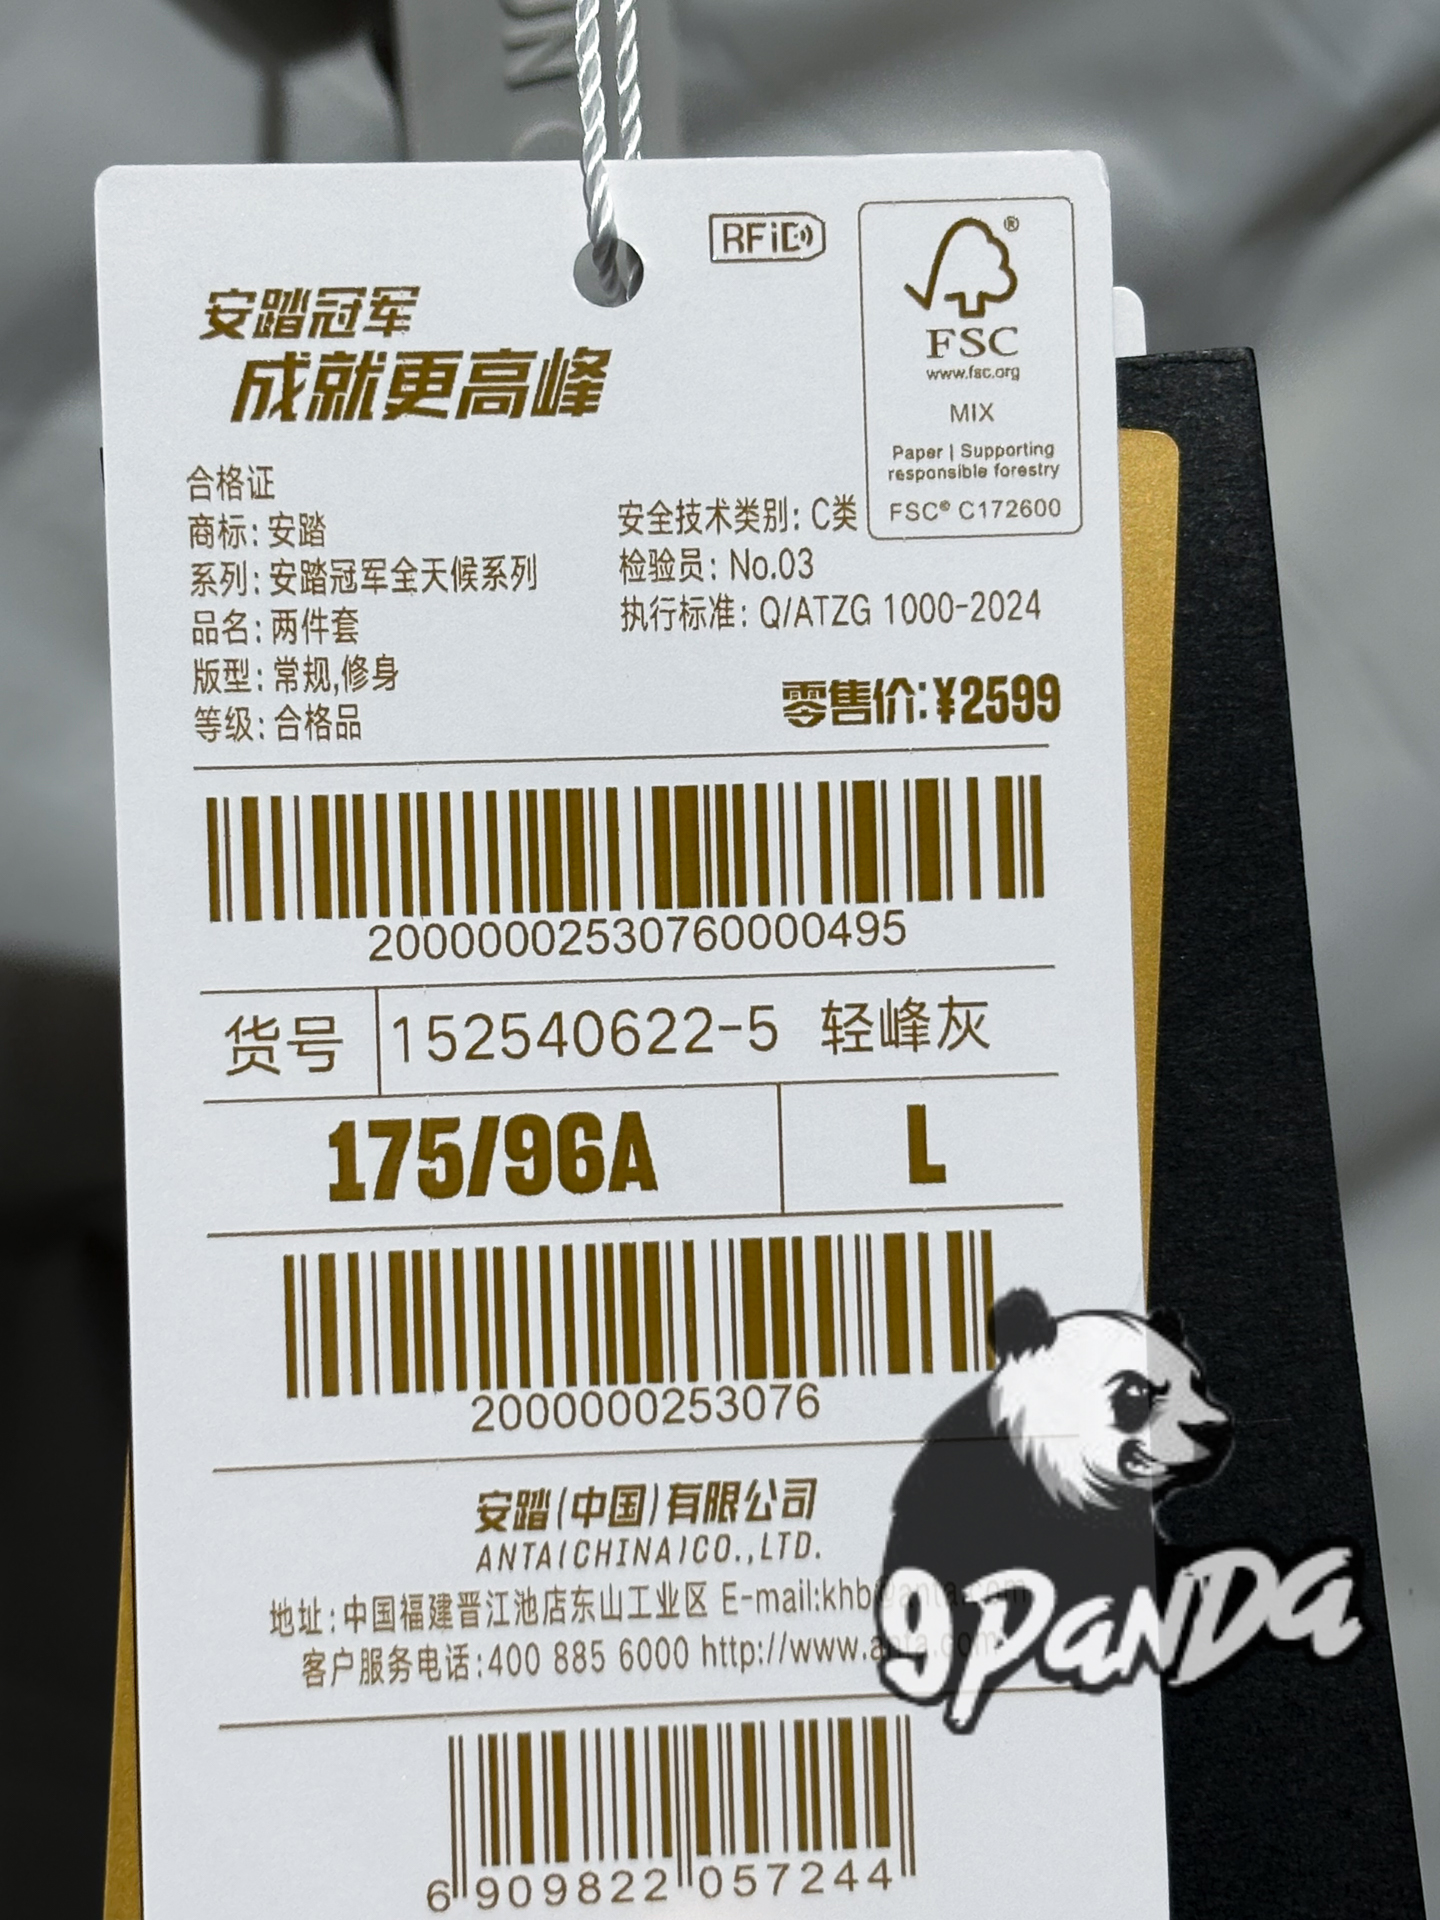 RFiD
®
FSC
www.fsc.org
MIX
Paper | Supporting
responsible forestry
FSC® C172600
安踏冠军
成就更高峰
合格证
商标: 安踏
系列: 安踏冠军全天候系列
品名: 两件套
版型: 常规,修身
等级: 合格品
安全技术类别: C类
检验员: No.03
执行标准: Q/ATZG 1000-2024
零售价:¥2599
20000002530760000495
货号 152540622-5 轻峰灰
175/96A L
2000000253076
安踏(中国)有限公司
ANTA(CHINA)CO.,LTD.
地址:中国福建晋江池店东山工业区 E-mail:khb@anta.com
客户服务电话:400 885 6000 http://www.anta.com
9PANDA
6 909822 057244